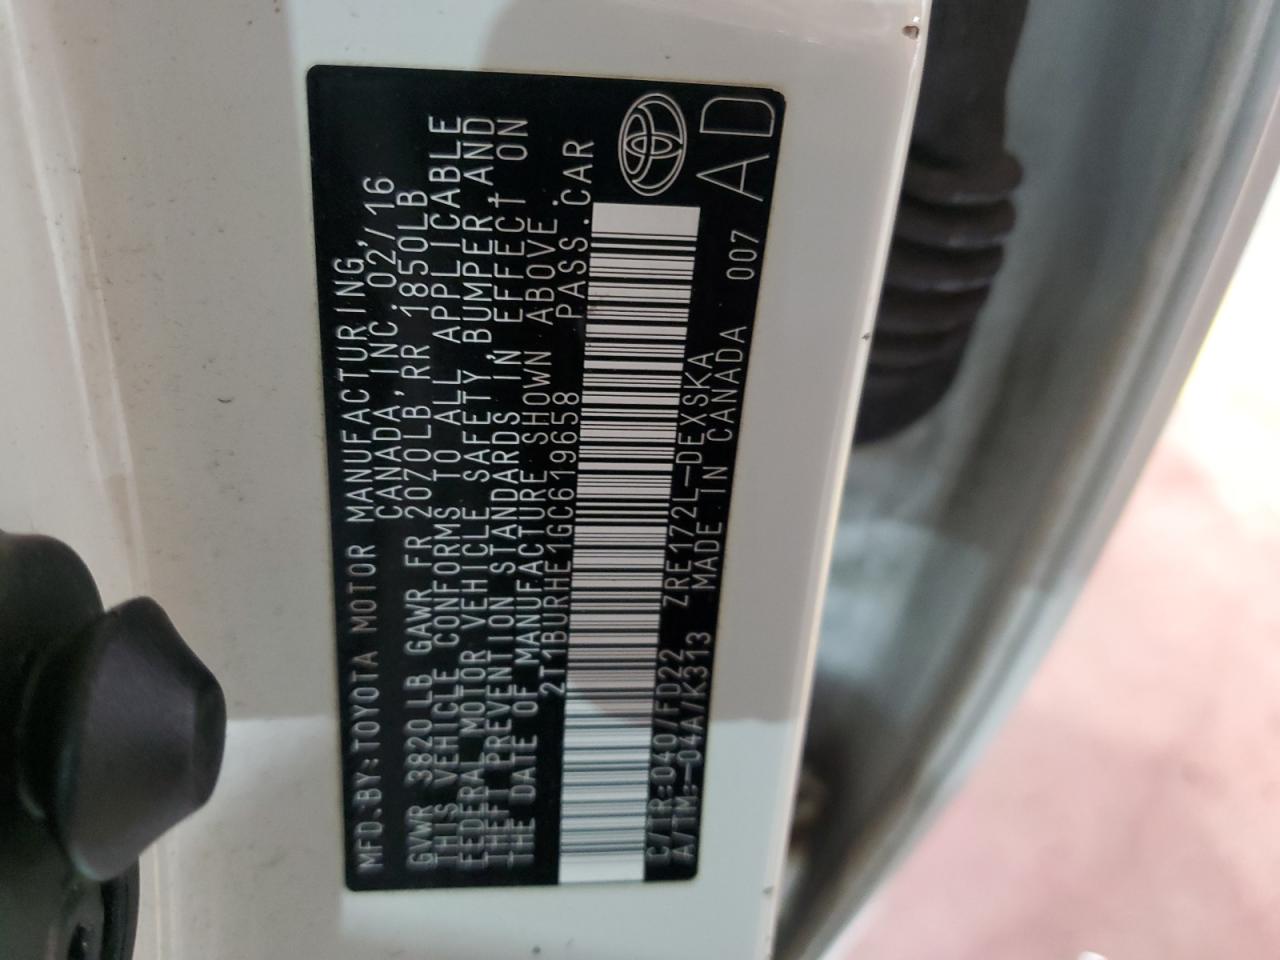 MFD. BY: TOYOTA MOTOR MANUFACTURING,
CANADA, INC. 02/16
GVWR 3820 LB GAWR FR 2070LB RR 1850LB
THIS VEHICLE CONFORMS TO ALL APPLICABLE
FEDERAL MOTOR VEHICLE SAFETY, BUMPER AND
THEFT PREVENTION STANDARDS IN EFFECT ON
THE DATE OF MANUFACTURE SHOWN ABOVE.
2T1BURHE1GC619658 PASS.CAR
C/TR:040/FD22 ZRE172L-DEXSKA 007 AD
A/TM:-04A/K313 MADE IN CANADA